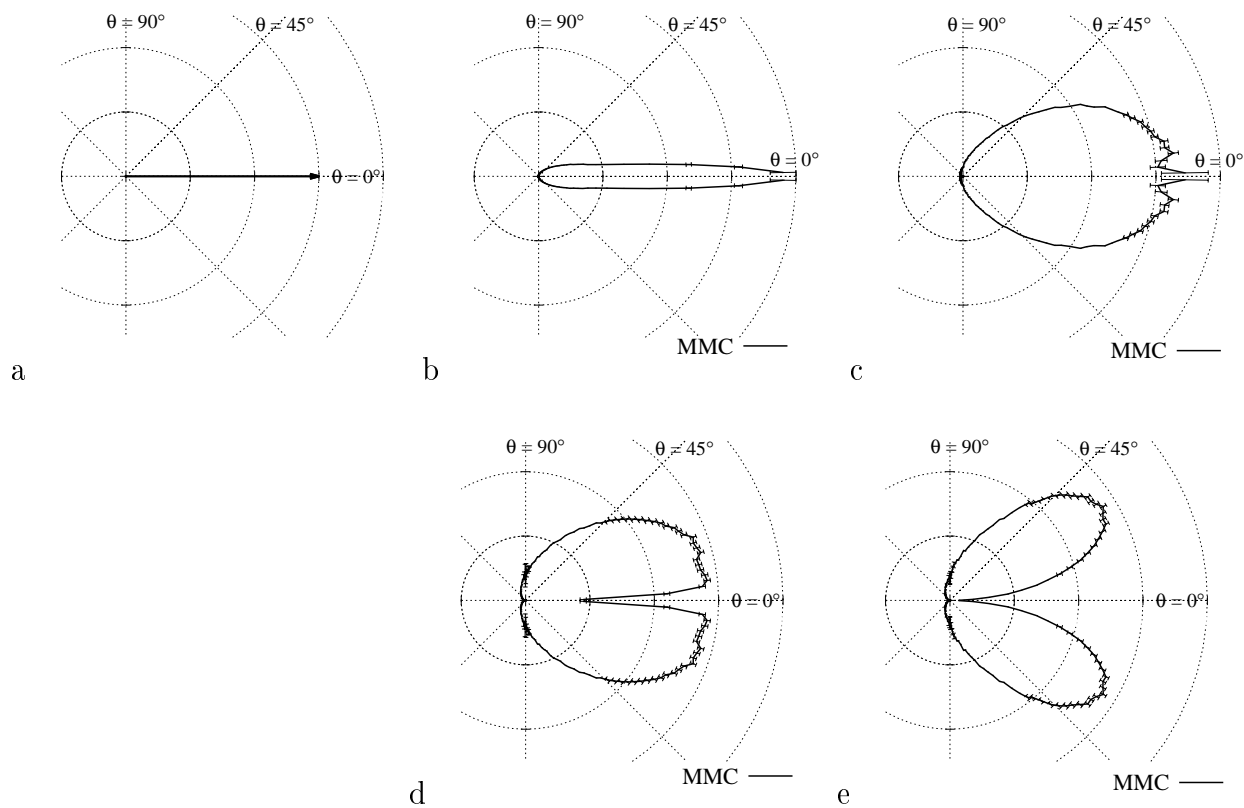 θ = 90°
θ = 45°
θ = 0°
a
θ = 90°
θ = 45°
θ = 0°
MMC
b
θ = 90°
θ = 45°
θ = 0°
MMC
c
θ = 90°
θ = 45°
θ = 0°
MMC
d
θ = 90°
θ = 45°
θ = 0°
MMC
e